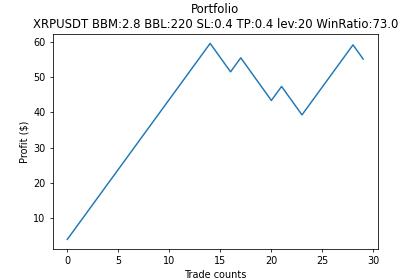 Portfolio
XRPUSDT BBM:2.8 BBL:220 SL:0.4 TP:0.4 lev:20 WinRatio:73.0
60
50
40
30
20
10
Profit ($)
0 5 10 15 20 25 30
Trade counts